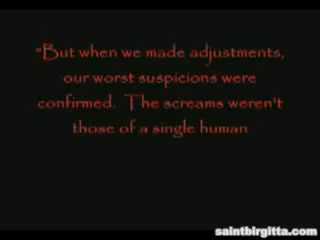 "But when we made adjustments,
our worst suspicions were
confirmed. The screams weren't
those of a single human
saintbirgitta.com